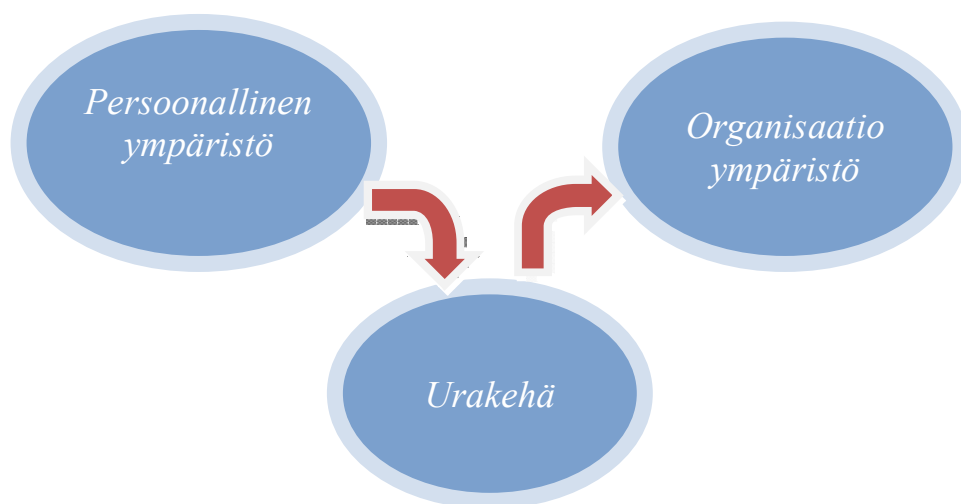 Persoonallinen
ympäristö
Organisaatio
ympäristö
Urakehä